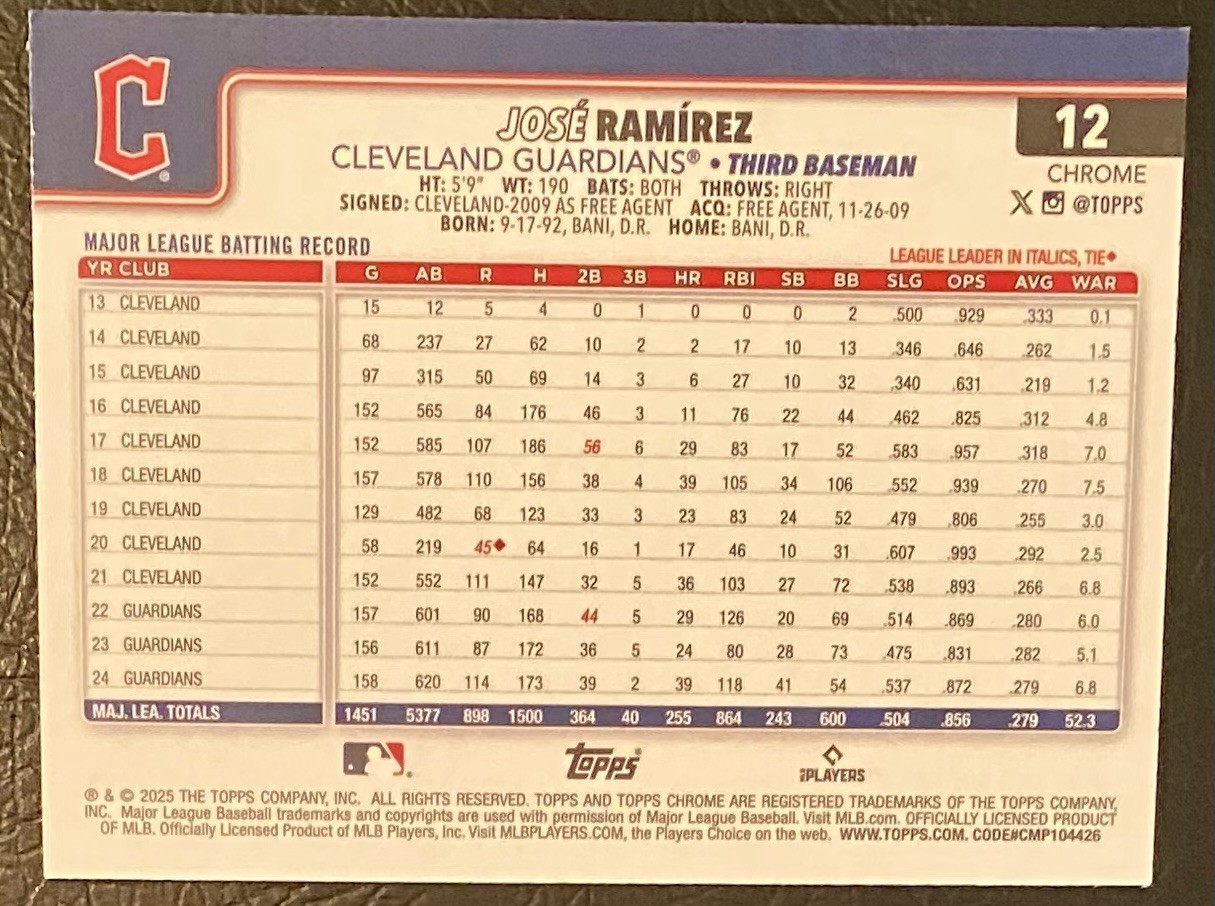 C
JOSÉ RAMÍREZ
12
CLEVELAND GUARDIANS® • THIRD BASEMAN
CHROME
HT: 5'9" WT: 190 BATS: BOTH THROWS: RIGHT
SIGNED: CLEVELAND-2009 AS FREE AGENT ACQ: FREE AGENT, 11-26-09
@TOPPS
BORN: 9-17-92, BANI, D.R. HOME: BANI, D.R.
MAJOR LEAGUE BATTING RECORD
LEAGUE LEADER IN ITALICS, TIE◆
YR CLUB G AB R H 2B 3B HR RBI SB BB SLG OPS AVG WAR
13 CLEVELAND 15 12 5 4 0 1 0 0 0 2 .500 .929 .333 0.1
14 CLEVELAND 68 237 27 62 10 2 2 17 10 13 .346 .646 .262 1.5
15 CLEVELAND 97 315 50 69 14 3 6 27 10 32 .340 .631 .219 1.2
16 CLEVELAND 152 565 84 176 46 3 11 76 22 44 .462 .825 .312 4.8
17 CLEVELAND 152 585 107 186 56 6 29 83 17 52 .583 .957 .318 7.0
18 CLEVELAND 157 578 110 156 38 4 39 105 34 106 .552 .939 .270 7.5
19 CLEVELAND 129 482 68 123 33 3 23 83 24 52 .479 .806 .255 3.0
20 CLEVELAND 58 219 45◆ 64 16 1 17 46 10 31 .607 .993 .292 2.5
21 CLEVELAND 152 552 111 147 32 5 36 103 27 72 .538 .893 .266 6.8
22 GUARDIANS 157 601 90 168 44 5 29 126 20 69 .514 .869 .280 6.0
23 GUARDIANS 156 611 87 172 36 5 24 80 28 73 .475 .831 .282 5.1
24 GUARDIANS 158 620 114 173 39 2 39 118 41 54 .537 .872 .279 6.8
MAJ. LEA. TOTALS 1451 5377 898 1500 364 40 255 864 243 600 .504 .856 .279 52.3
Topps
PLAYERS
® & © 2025 THE TOPPS COMPANY, INC. ALL RIGHTS RESERVED. TOPPS AND TOPPS CHROME ARE REGISTERED TRADEMARKS OF THE TOPPS COMPANY,
INC. Major League Baseball trademarks and copyrights are used with permission of Major League Baseball. Visit MLB.com. OFFICIALLY LICENSED PRODUCT
OF MLB. Officially Licensed Product of MLB Players, Inc. Visit MLBPLAYERS.COM, the Players Choice on the web. WWW.TOPPS.COM. CODE#CMP104426